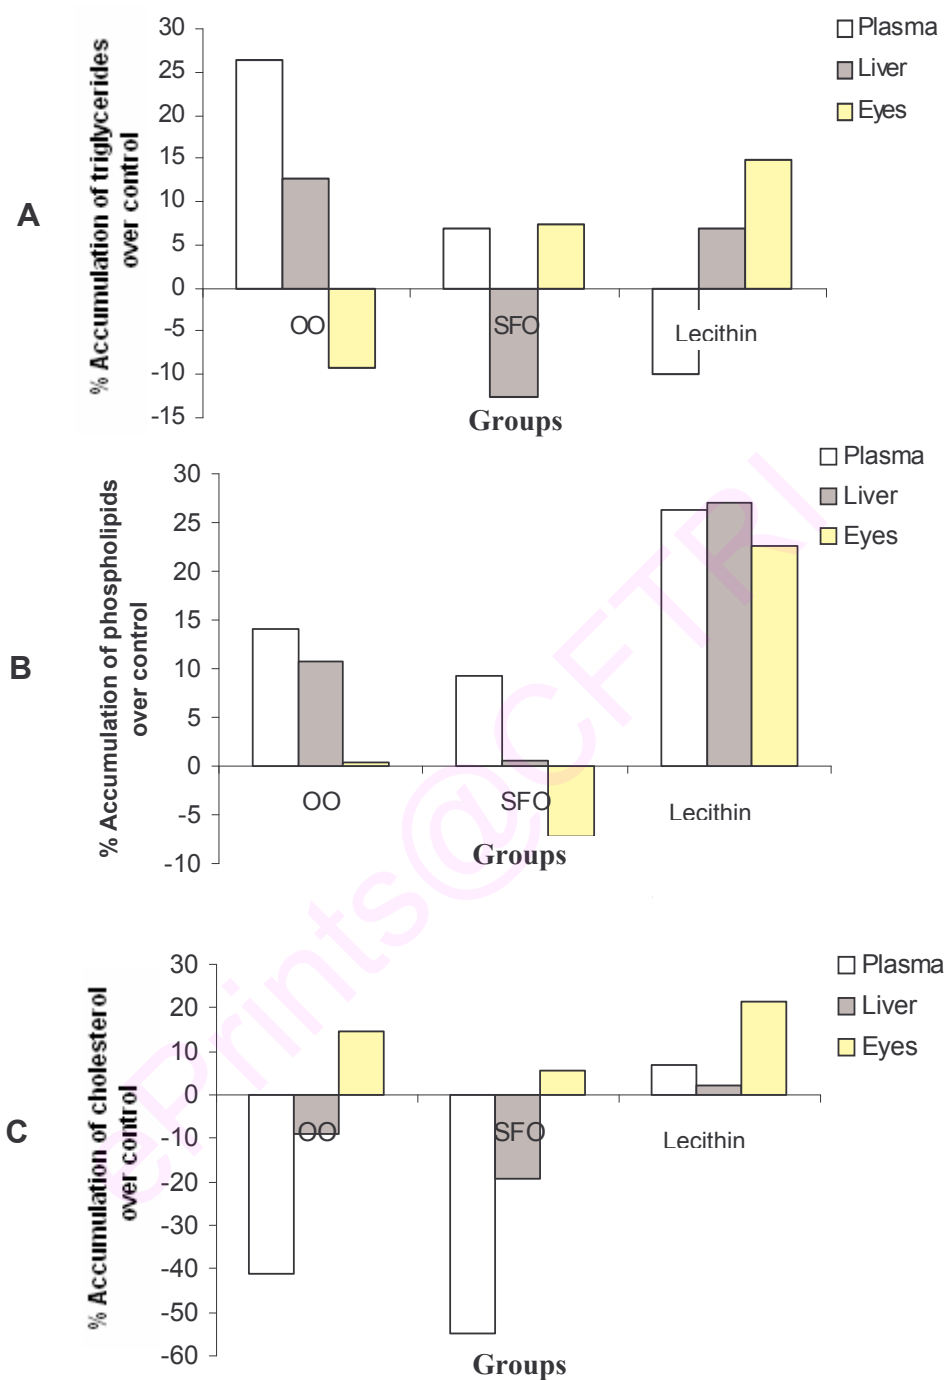 A
% Accumulation of triglycerides
over control
30
25
20
15
10
5
0
-5
-10
-15
OO
SFO
Lecithin
Groups
Plasma
Liver
Eyes
B
% Accumulation of phospholipids
over control
30
25
20
15
10
5
0
-5
-10
OO
SFO
Lecithin
Groups
Plasma
Liver
Eyes
C
% Accumulation of cholesterol
over control
30
20
10
0
-10
-20
-30
-40
-50
-60
OO
SFO
Lecithin
Groups
Plasma
Liver
Eyes
ePrints@CFTRI